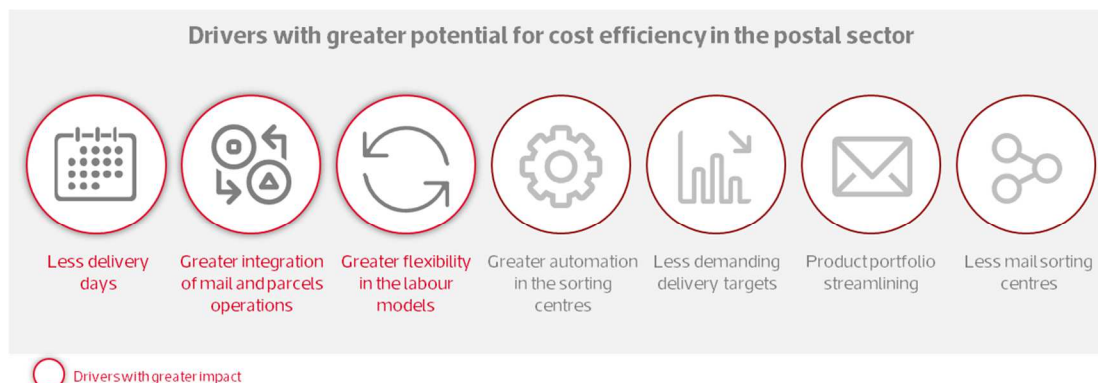 Drivers with greater potential for cost efficiency in the postal sector
Less delivery
days
Greater integration
of mail and parcels
operations
Greater flexibility
in the labour
models
Greater automation
in the sorting
centres
Less demanding
delivery targets
Product portfolio
streamlining
Less mail sorting
centres
Drivers with greater impact